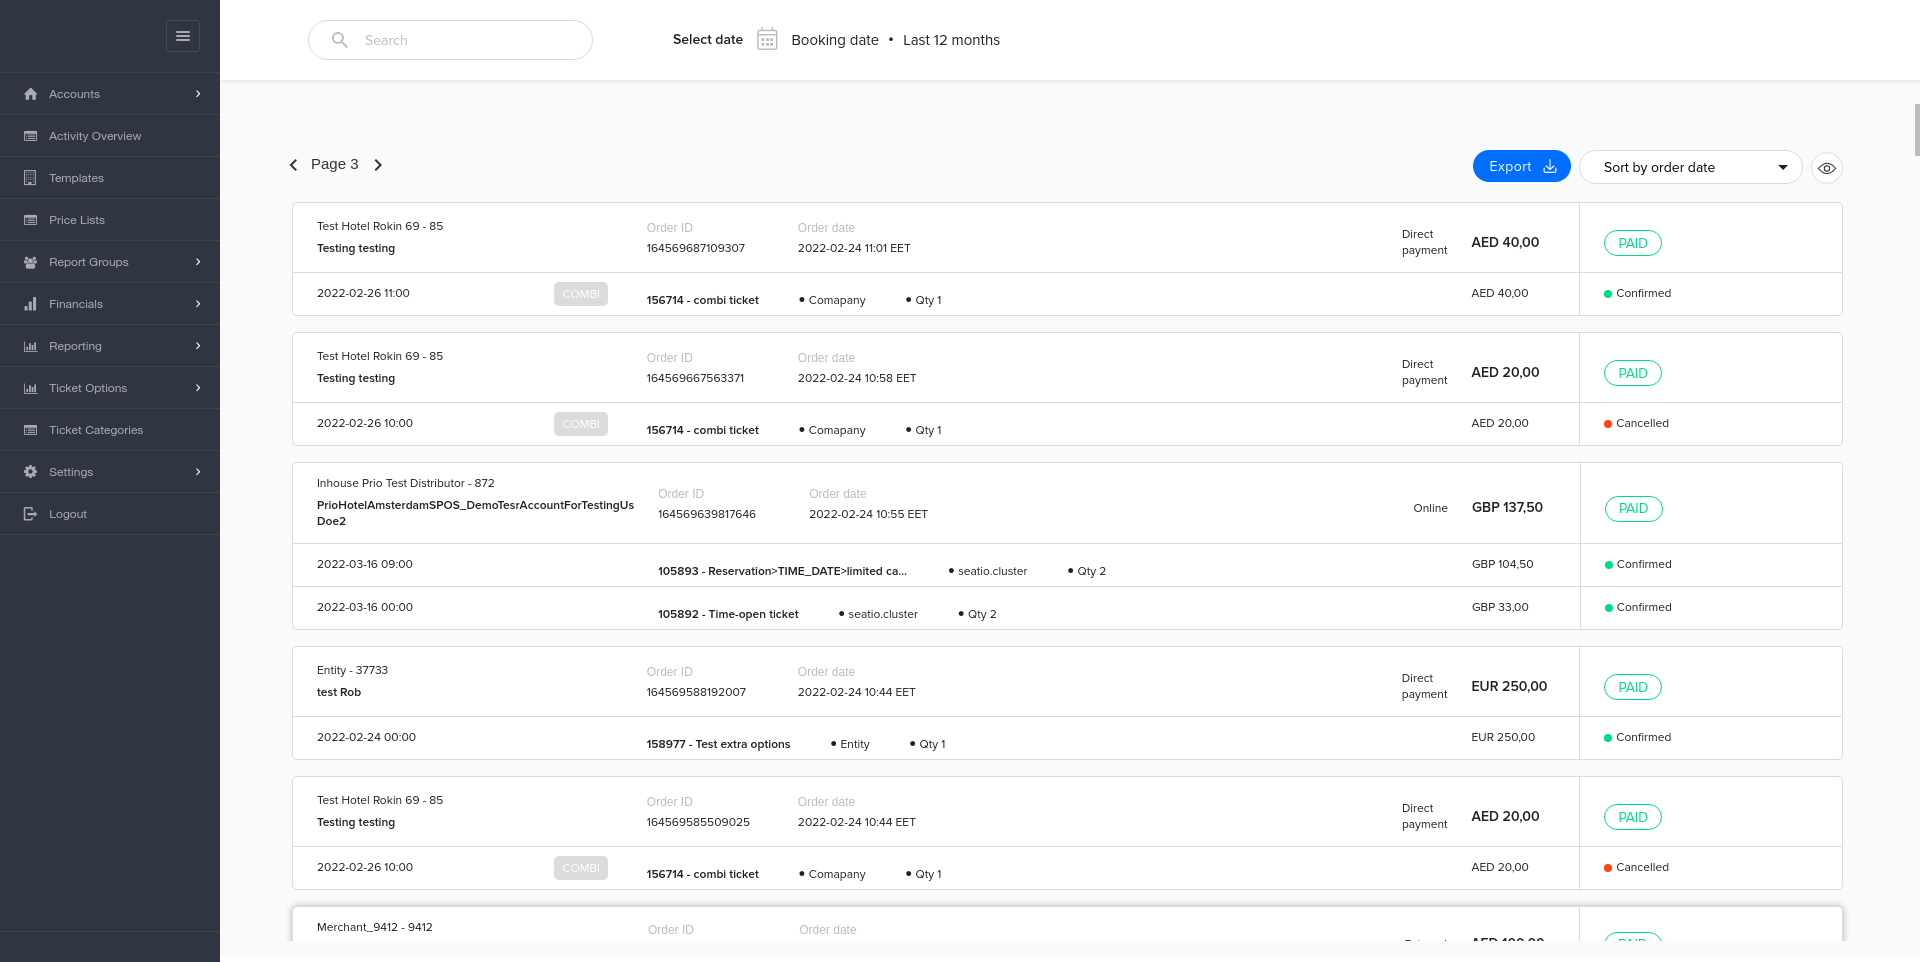 Search
Select date Booking date • Last 12 months
Accounts
Activity Overview
Templates
Price Lists
Report Groups
Financials
Reporting
Ticket Options
Ticket Categories
Settings
Logout
Page 3
Export
Sort by order date
Test Hotel Rokin 69 - 85
Testing testing
Order ID
164569687109307
Order date
2022-02-24 11:01 EET
Direct
payment
AED 40,00
PAID
2022-02-26 11:00
COMBI
156714 - combi ticket • Comapany • Qty 1
AED 40,00
Confirmed
Test Hotel Rokin 69 - 85
Testing testing
Order ID
164569667563371
Order date
2022-02-24 10:58 EET
Direct
payment
AED 20,00
PAID
2022-02-26 10:00
COMBI
156714 - combi ticket • Comapany • Qty 1
AED 20,00
Cancelled
Inhouse Prio Test Distributor - 872
PrioHotelAmsterdamSPOS_DemoTesrAccountForTestingUs
Doe2
Order ID
164569639817646
Order date
2022-02-24 10:55 EET
Online
GBP 137,50
PAID
2022-03-16 09:00
105893 - Reservation>TIME_DATE>limited ca... • seatio.cluster • Qty 2
GBP 104,50
Confirmed
2022-03-16 00:00
105892 - Time-open ticket • seatio.cluster • Qty 2
GBP 33,00
Confirmed
Entity - 37733
test Rob
Order ID
164569588192007
Order date
2022-02-24 10:44 EET
Direct
payment
EUR 250,00
PAID
2022-02-24 00:00
158977 - Test extra options • Entity • Qty 1
EUR 250,00
Confirmed
Test Hotel Rokin 69 - 85
Testing testing
Order ID
164569585509025
Order date
2022-02-24 10:44 EET
Direct
payment
AED 20,00
PAID
2022-02-26 10:00
COMBI
156714 - combi ticket • Comapany • Qty 1
AED 20,00
Cancelled
Merchant_9412 - 9412
Order ID
Order date
PAID